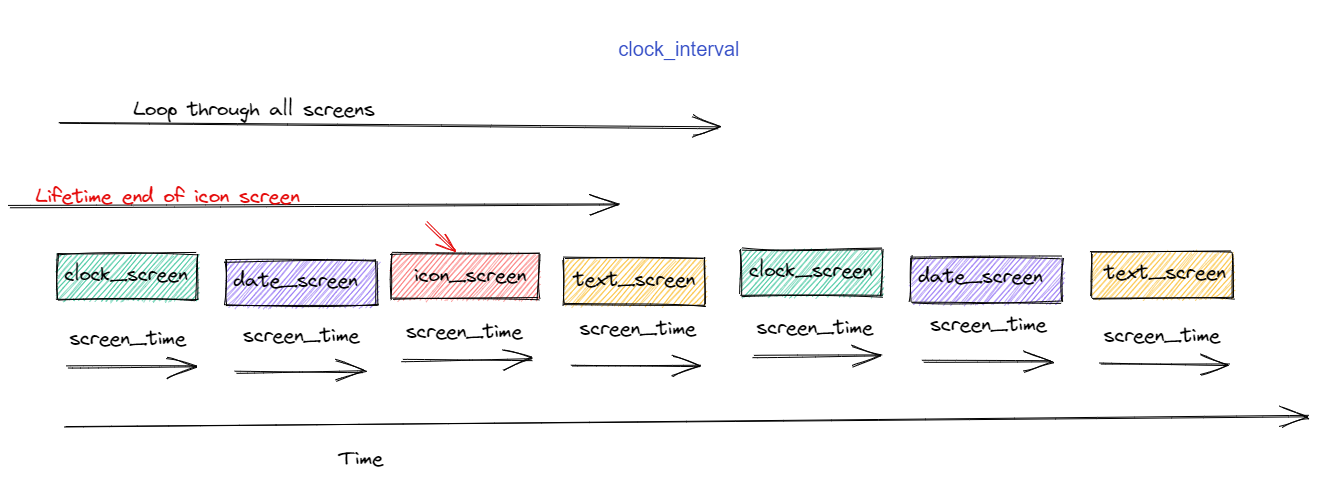 clock_interval
Loop through all screens
Lifetime end of icon screen
clock_screen
date_screen
icon_screen
text_screen
clock_screen
date_screen
text_screen
screen_time
screen_time
screen_time
screen_time
screen_time
screen_time
screen_time
Time